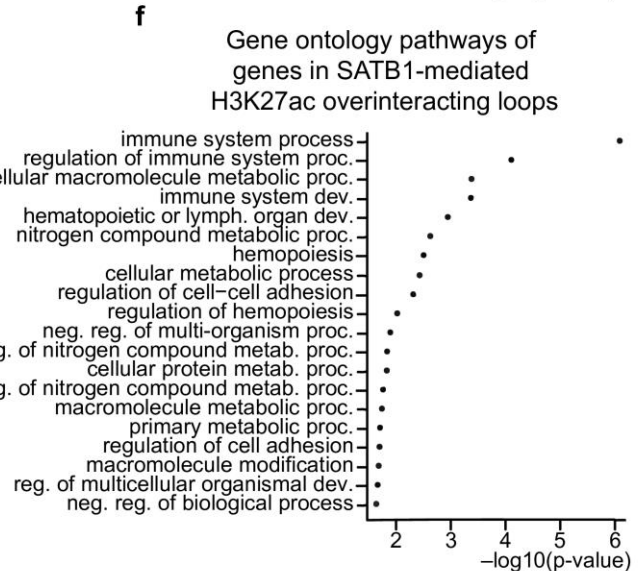 f
Gene ontology pathways of
genes in SATB1-mediated
H3K27ac overinteracting loops
immune system process
regulation of immune system proc.
macromolecule metabolic proc.
immune system dev.
hematopoietic or lymph. organ dev.
nitrogen compound metabolic proc.
hemopoiesis
cellular metabolic process
regulation of cell−cell adhesion
regulation of hemopoiesis
neg. reg. of multi-organism proc.
of nitrogen compound metab. proc.
cellular protein metab. proc.
of nitrogen compound metab. proc.
macromolecule metabolic proc.
primary metabolic proc.
regulation of cell adhesion
macromolecule modification
reg. of multicellular organismal dev.
neg. reg. of biological process
2 3 4 5 6
−log10(p-value)